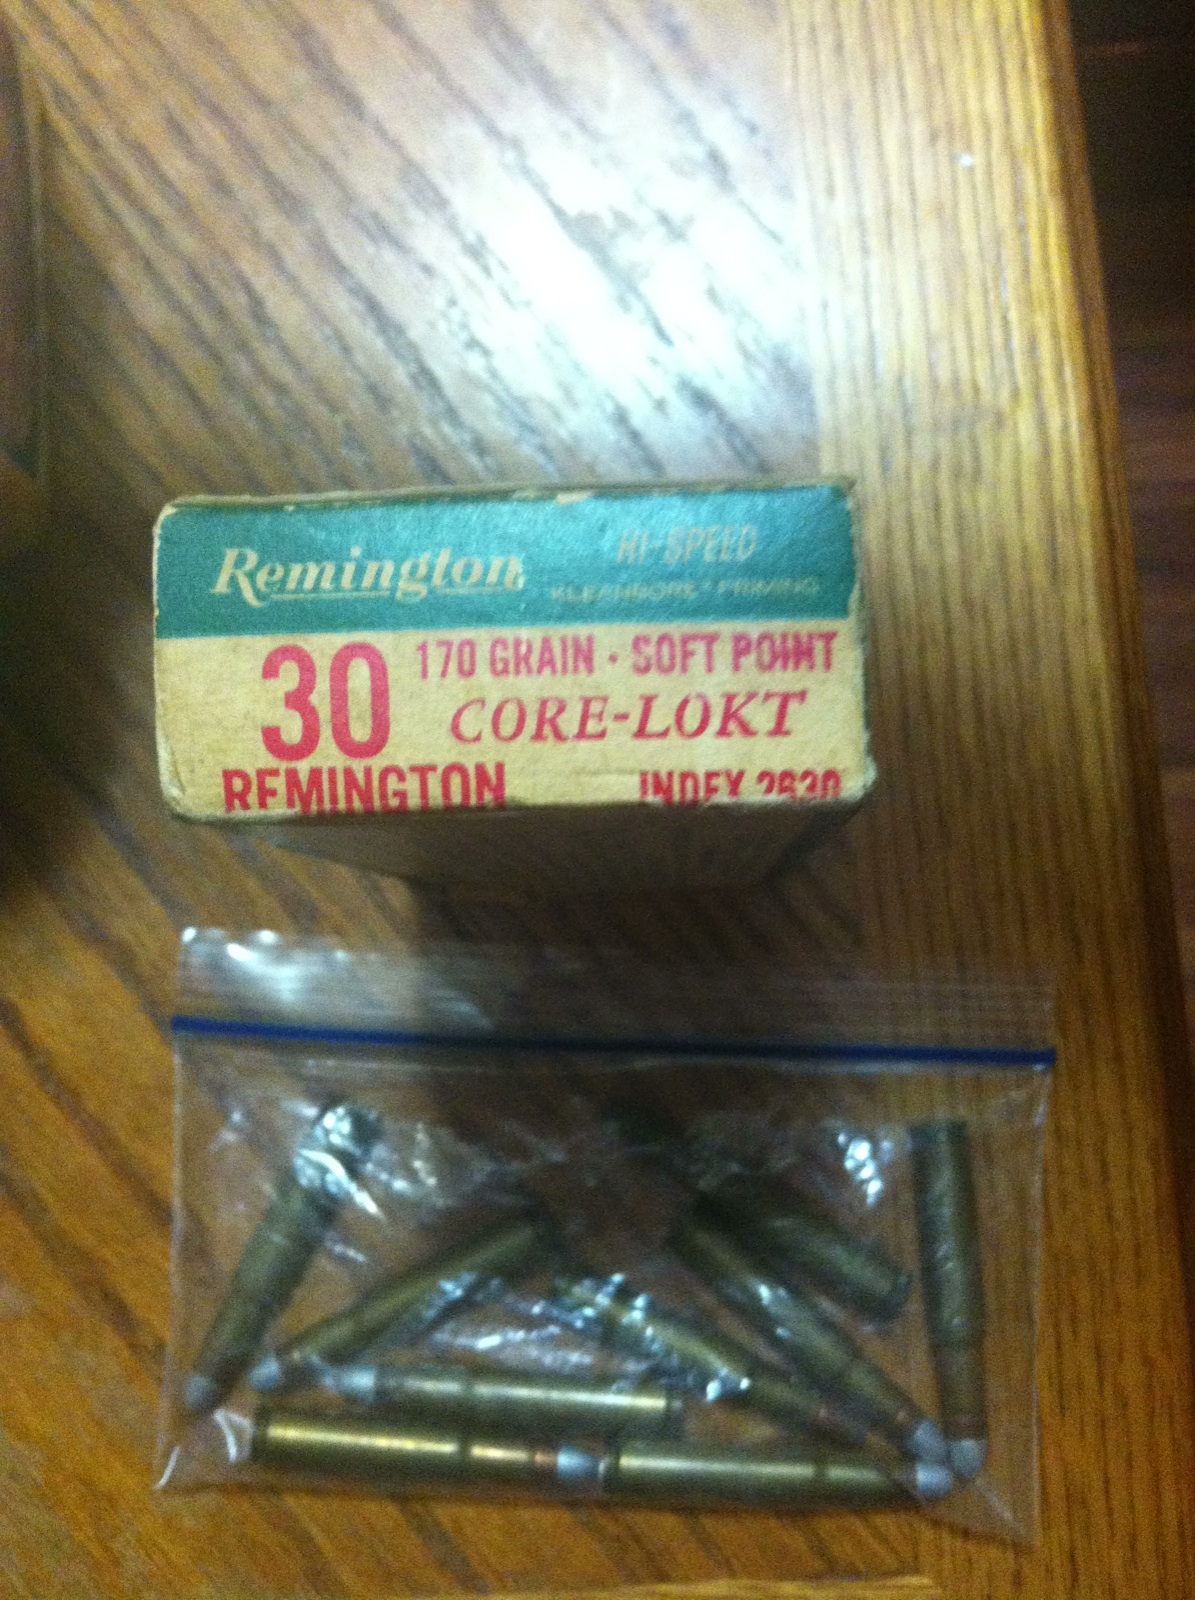 Remington
HI-SPEED
KLEANBORE* PRIMING
30
170 GRAIN · SOFT POINT
CORE-LOKT
REMINGTON
INDEX 2630